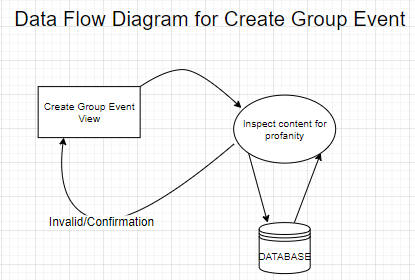 Data Flow Diagram for Create Group Event
Create Group Event
View
Inspect content for
profanity
Invalid/Confirmation
DATABASE